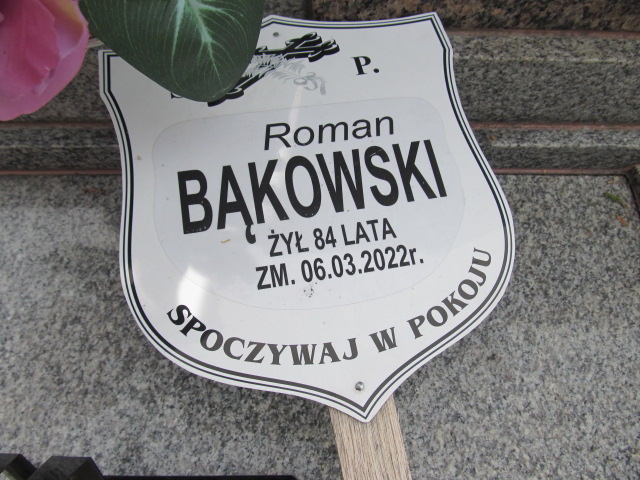 P.
Roman
BĄKOWSKI
ŻYŁ 84 LATA
ZM. 06.03.2022r.
SPOCZYWAJ W POKOJU